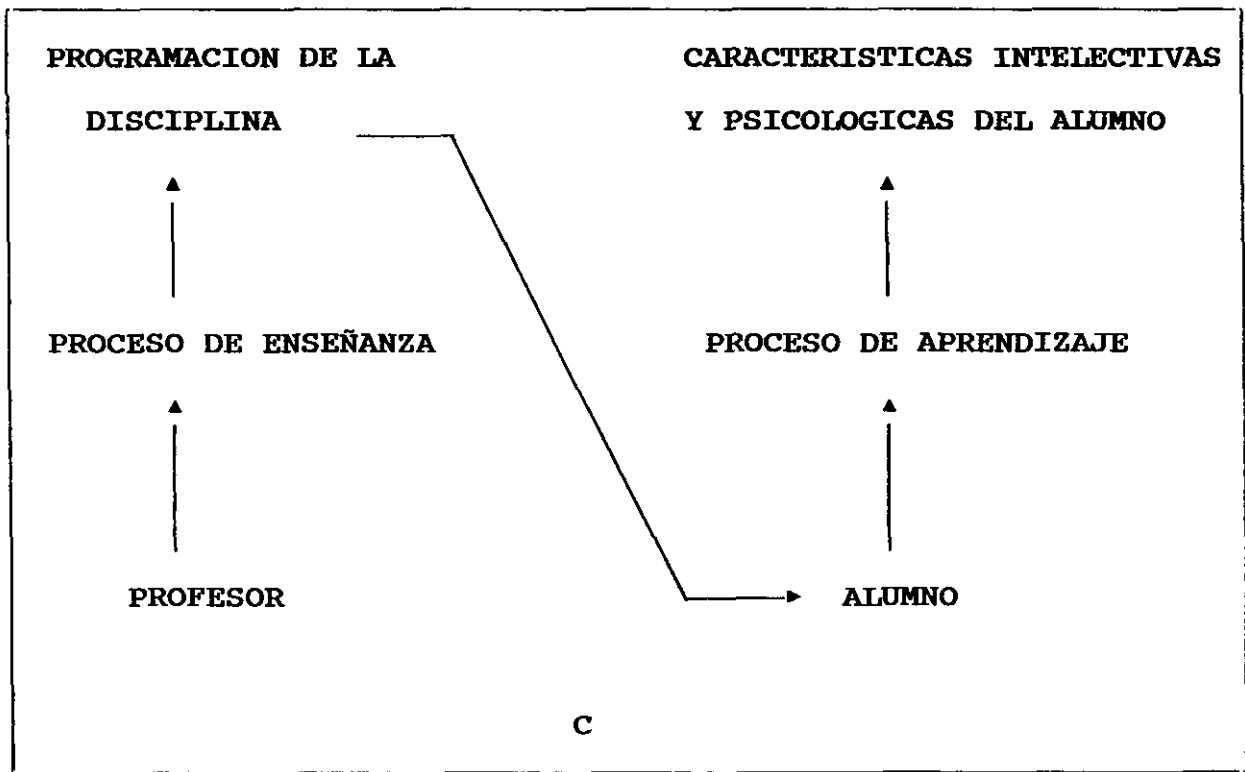 PROGRAMACION DE LA
DISCIPLINA
CARACTERISTICAS INTELECTIVAS
Y PSICOLOGICAS DEL ALUMNO
PROCESO DE ENSEÑANZA
PROCESO DE APRENDIZAJE
PROFESOR
ALUMNO
C